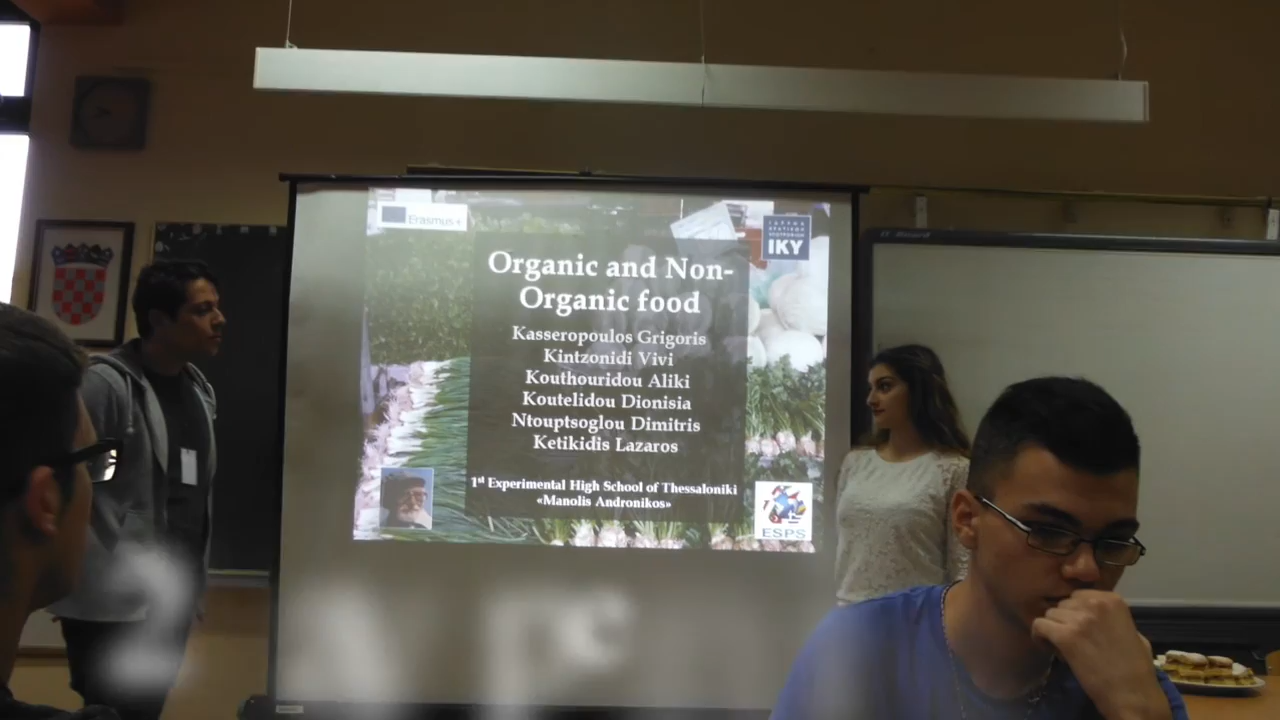 Erasmus+
IKY
Organic and Non-
Organic food
Kasseropoulos Grigoris
Kintzonidi Vivi
Kouthouridou Aliki
Koutelidou Dionisia
Ntouptsoglou Dimitris
Ketikidis Lazaros
1st Experimental High School of Thessaloniki
«Manolis Andronikos»
ESPS